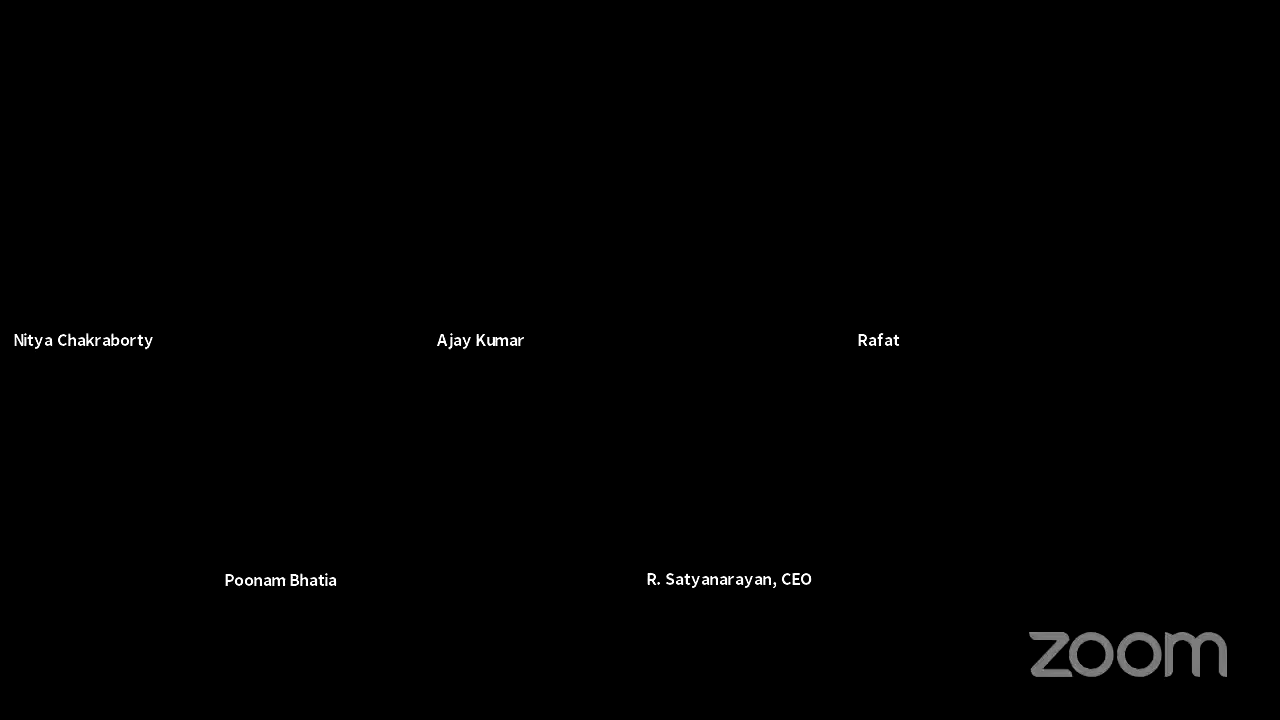 Nitya Chakraborty
Ajay Kumar
Rafat
Poonam Bhatia
R. Satyanarayan, CEO
zoom